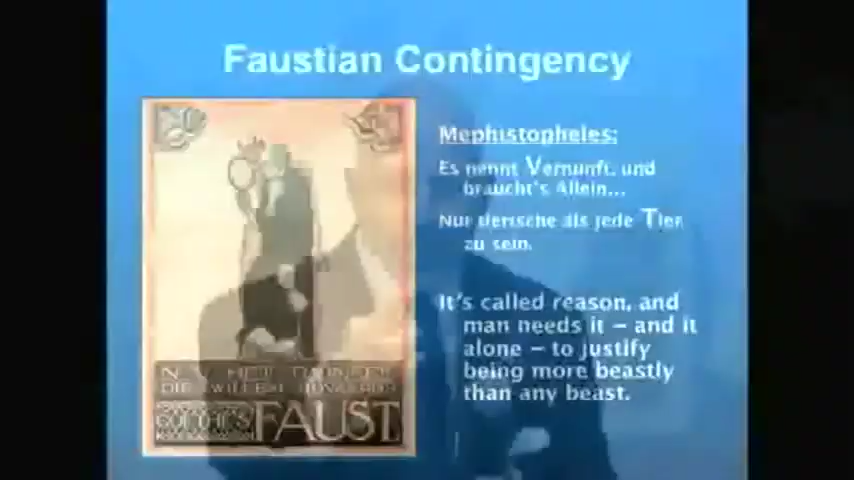 Faustian Contingency
Mephistopheles:
Es nennt Vernunft, und
braucht's Allein...
Nur tierische als jede Tier
zu sein.
It's called reason, and
man needs it – and it
alone – to justify
being more beastly
than any beast.
FAUST